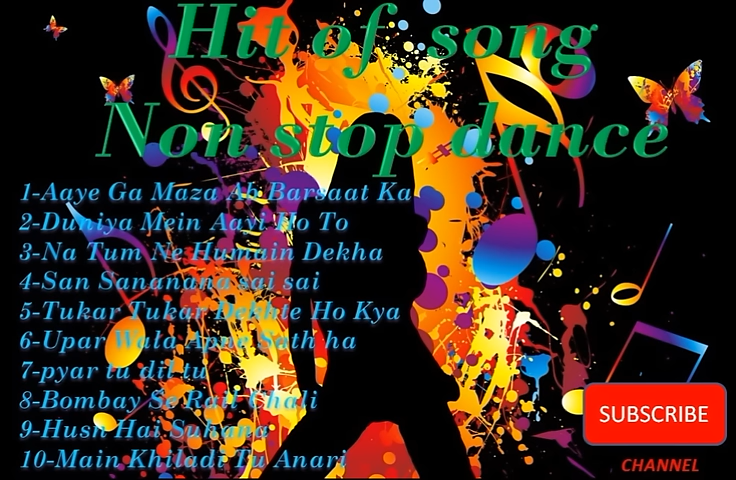 Hit of song
Non stop dance
1-Aaye Ga Maza Ab Barsaat Ka
2-Duniya Mein Aayi Ho To
3-Na Tum Ne Humain Dekha
4-San Sananana sai sai
5-Tukar Tukar Dekhte Ho Kya
6-Upar Wala Apne Sath ha
7-pyar tu dil tu
8-Bombay Se Rail Chali
9-Husn Hai Suhana
10-Main Khiladi Tu Anari
SUBSCRIBE
CHANNEL